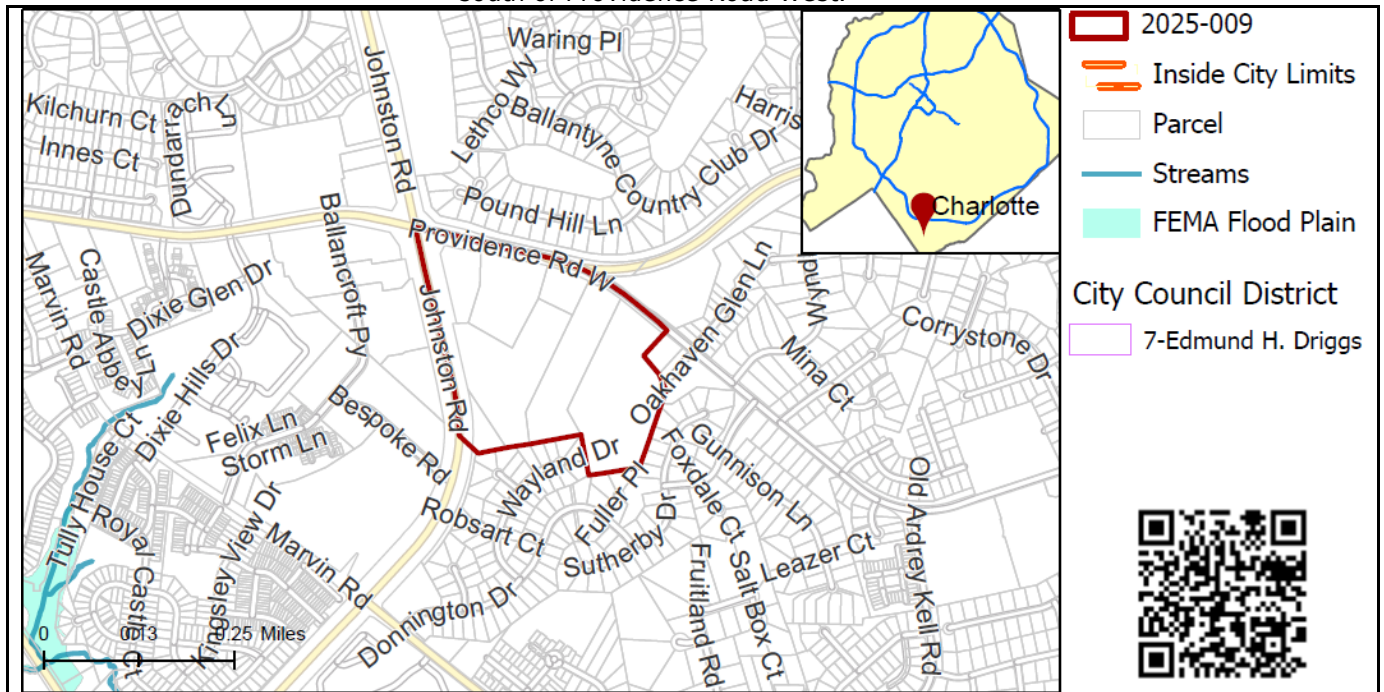 south of Providence Road West.
Waring Pl
Johnston Rd
Lethco Wy
Kilchurn Ct
Innes Ct
Ballantyne Country Club Dr
Pound Hill Ln
Providence Rd W
Ballancroft Py
Castle Abbey Ln
Marvin Rd
Dixie Glen Dr
Dixie Hills Dr
Johnston Rd
Oakhaven Glen Ln
Corrystone Dr
Mina Ct
Felix Ln
Storm Ln
Bespoke Rd
Wayland Dr
Fuller Pl
Foxdale Ct
Gunnison Ln
Old Ardrey Kell Rd
Tully House Ct
Royal Castle Ct
Kingsley View Dr
Marvin Rd
Robsart Ct
Sutherby Dr
Leazer Ct
Salt Box Ct
Fruitland Rd
Donnington Dr
0
0.13
0.25 Miles
Charlotte
2025-009
Inside City Limits
Parcel
Streams
FEMA Flood Plain
City Council District
7-Edmund H. Driggs